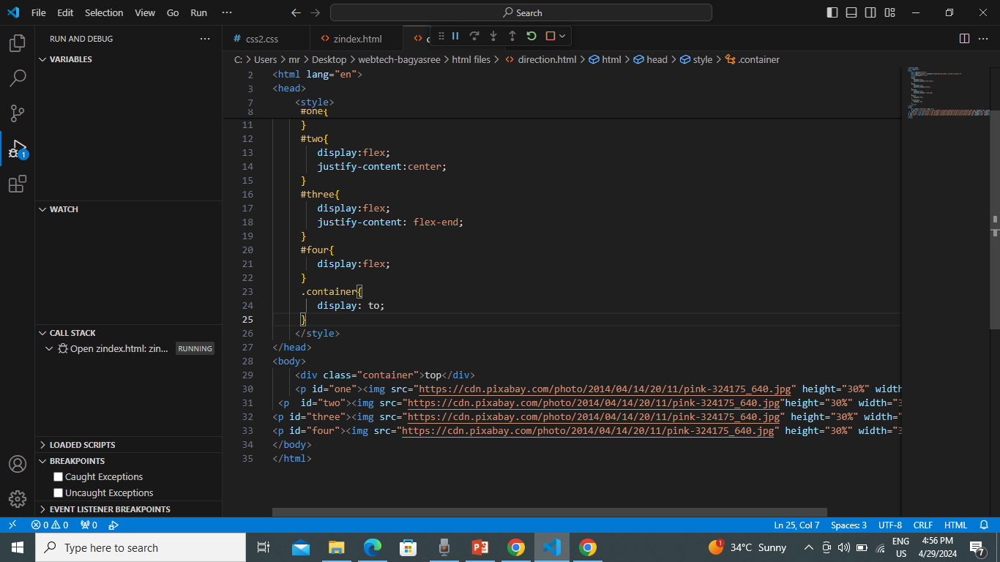 File Edit Selection View Go Run ··· Search
RUN AND DEBUG ···
VARIABLES
WATCH
CALL STACK
Open zindex.html: zin... RUNNING
LOADED SCRIPTS
BREAKPOINTS
Caught Exceptions
Uncaught Exceptions
EVENT LISTENER BREAKPOINTS
1
# css2.css <> zindex.html <>
C: > Users > mr > Desktop > webtech-bagyasree > html files > <> direction.html > html > head > style > .container
2 <html lang="en">
3 <head>
7 <style>
8 #one{
11 }
12 #two{
13 display:flex;
14 justify-content:center;
15 }
16 #three{
17 display:flex;
18 justify-content: flex-end;
19 }
20 #four{
21 display:flex;
22 }
23 .container{
24 display: to;
25 }
26 </style>
27 </head>
28 <body>
29 <div class="container">top</div>
30 <p id="one"><img src="https://cdn.pixabay.com/photo/2014/04/14/20/11/pink-324175_640.jpg" height="30%" width
31 <p  id="two"><img src="https://cdn.pixabay.com/photo/2014/04/14/20/11/pink-324175_640.jpg"height="30%" width="3
32 <p id="three"><img src="https://cdn.pixabay.com/photo/2014/04/14/20/11/pink-324175_640.jpg" height="30%" width=
33 <p id="four"><img src="https://cdn.pixabay.com/photo/2014/04/14/20/11/pink-324175_640.jpg" height="30%" width="3
34 </body>
35 </html>
0 0 0 Ln 25, Col 7 Spaces: 3 UTF-8 CRLF HTML
Type here to search 1 34°C Sunny ENG US 4:56 PM 4/29/2024 7